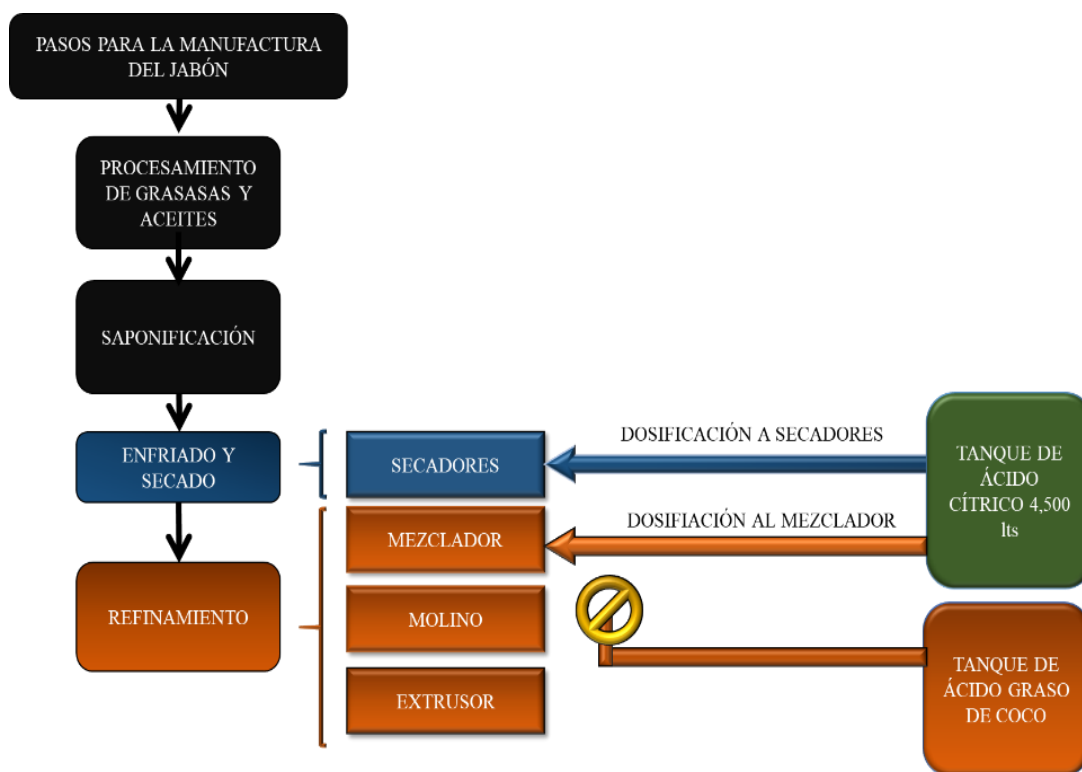 PASOS PARA LA MANUFACTURA
DEL JABÓN
PROCESAMIENTO
DE GRASASAS Y
ACEITES
SAPONIFICACIÓN
ENFRIADO Y
SECADO
REFINAMIENTO
SECADORES
MEZCLADOR
MOLINO
EXTRUSOR
DOSIFICACIÓN A SECADORES
DOSIFIACIÓN AL MEZCLADOR
TANQUE DE
ÁCIDO
CÍTRICO 4,500
lts
TANQUE DE
ÁCIDO GRASO
DE COCO